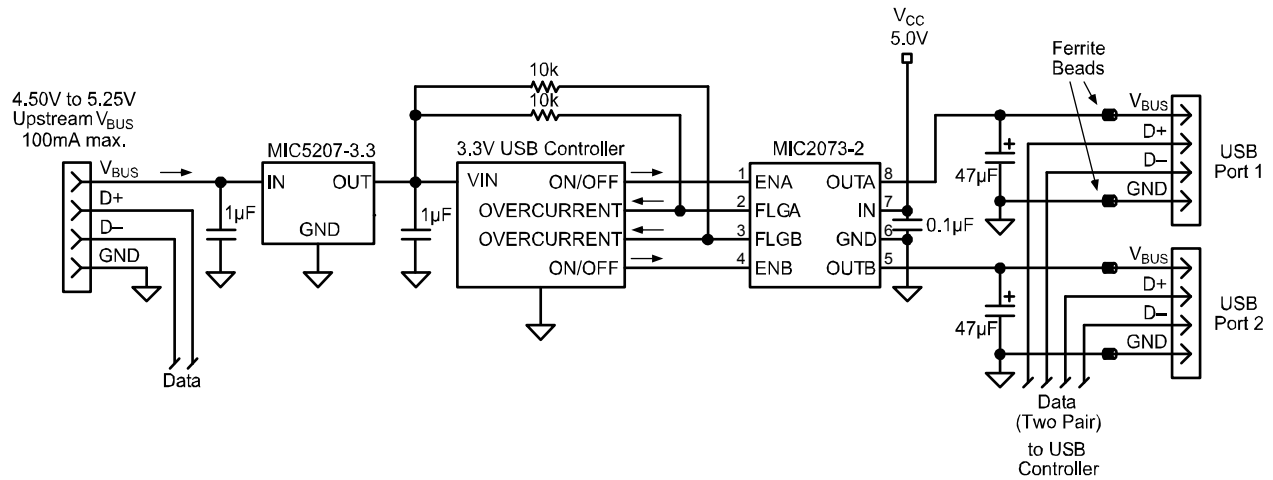 4.50V to 5.25V
Upstream VBUS
100mA max.
VBUS
D+
D–
GND
Data
1µF
MIC5207-3.3
IN
OUT
GND
1µF
10k
10k
3.3V USB Controller
VIN
ON/OFF
OVERCURRENT
OVERCURRENT
ON/OFF
MIC2073-2
1
2
3
4
ENA
FLGA
FLGB
ENB
OUTA
IN
GND
OUTB
8
7
6
5
VCC
5.0V
0.1µF
47µF
47µF
Ferrite
Beads
VBUS
D+
D–
GND
USB
Port 1
VBUS
D+
D–
GND
USB
Port 2
Data
(Two Pair)
to USB
Controller